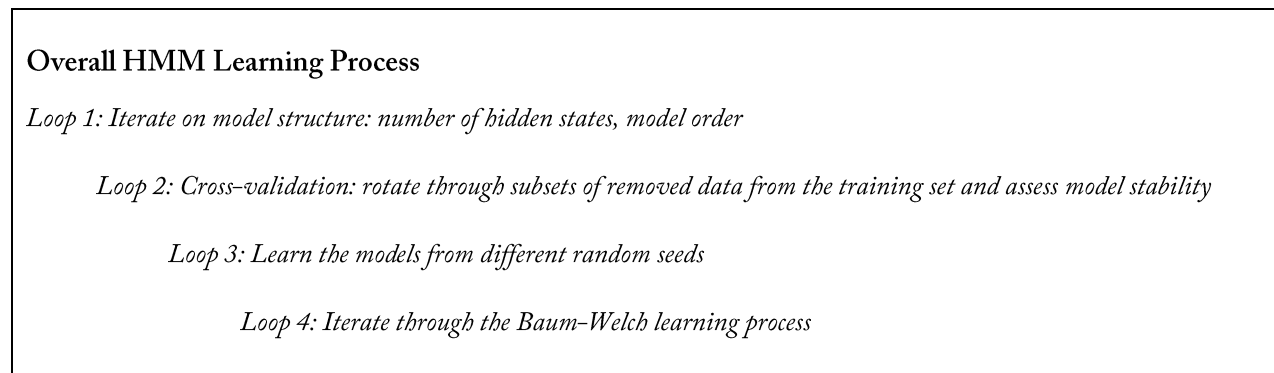 Overall HMM Learning Process
Loop 1: Iterate on model structure: number of hidden states, model order
Loop 2: Cross-validation: rotate through subsets of removed data from the training set and assess model stability
Loop 3: Learn the models from different random seeds
Loop 4: Iterate through the Baum-Welch learning process